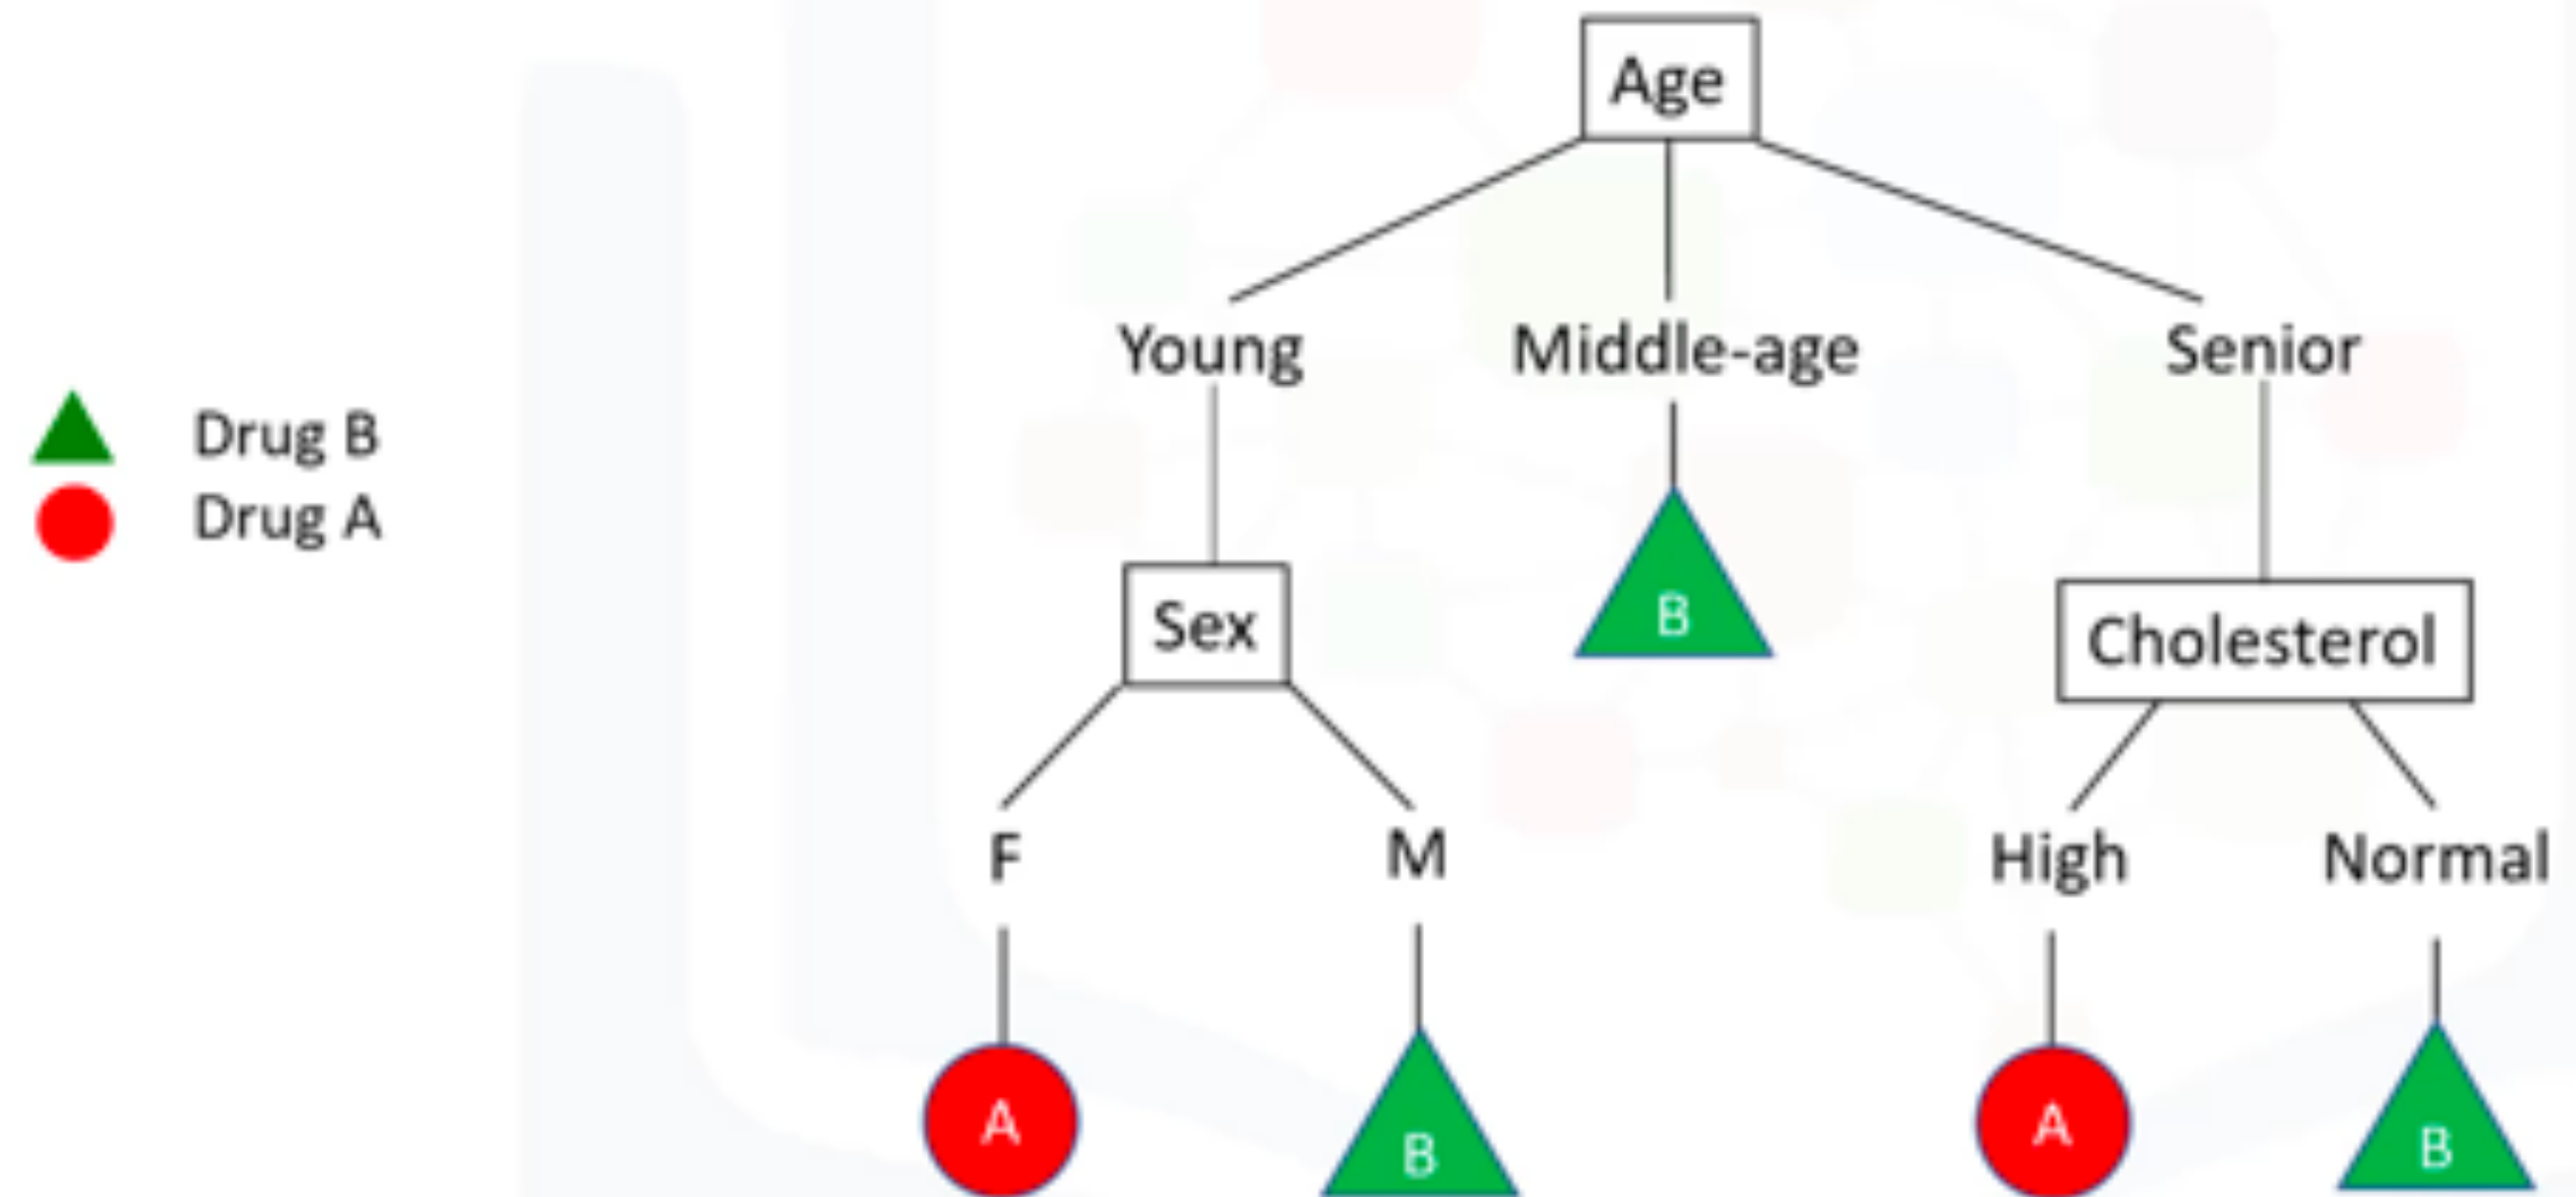 Age
Young Middle-age Senior
Drug B
Drug A
B
Sex
Cholesterol
F M High Normal
A B A B